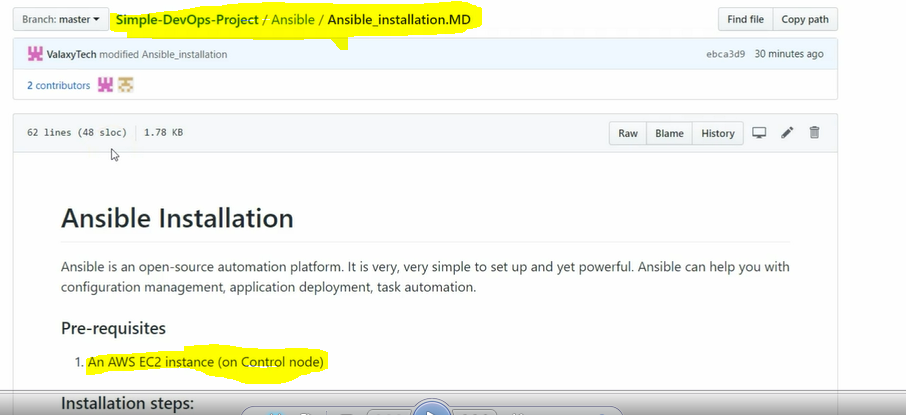 Branch: master
Simple-DevOps-Project / Ansible / Ansible_installation.MD
Find file
Copy path
ValaxyTech modified Ansible_installation
ebca3d9
30 minutes ago
2 contributors
62 lines (48 sloc)
1.78 KB
Raw
Blame
History
Ansible Installation
Ansible is an open-source automation platform. It is very, very simple to set up and yet powerful. Ansible can help you with
configuration management, application deployment, task automation.
Pre-requisites
1. An AWS EC2 instance (on Control node)
Installation steps: